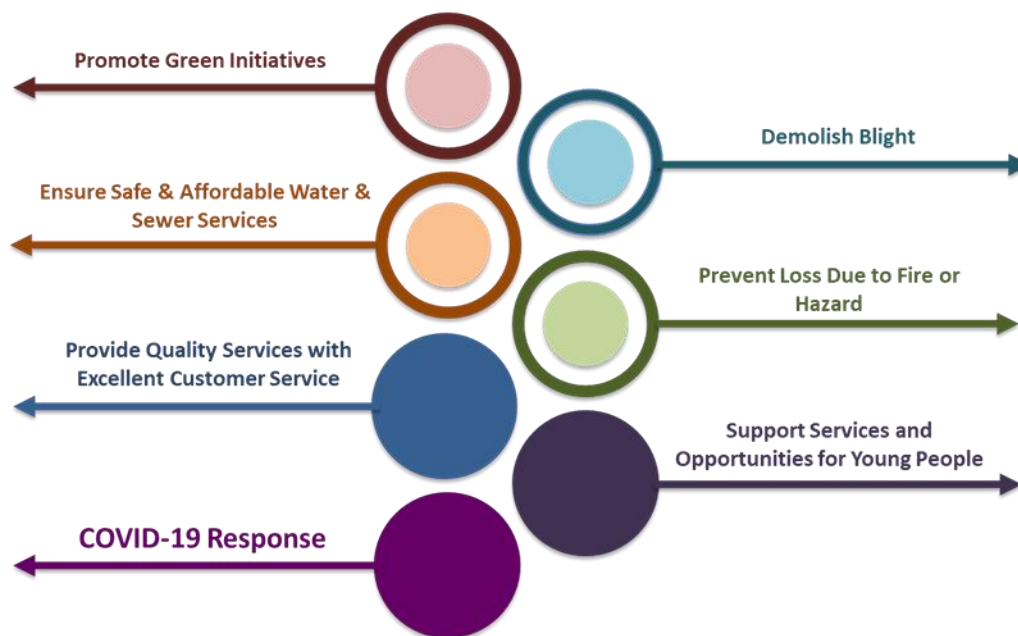 Promote Green Initiatives
Demolish Blight
Ensure Safe & Affordable Water &
Sewer Services
Prevent Loss Due to Fire or
Hazard
Provide Quality Services with
Excellent Customer Service
Support Services and
Opportunities for Young People
COVID-19 Response